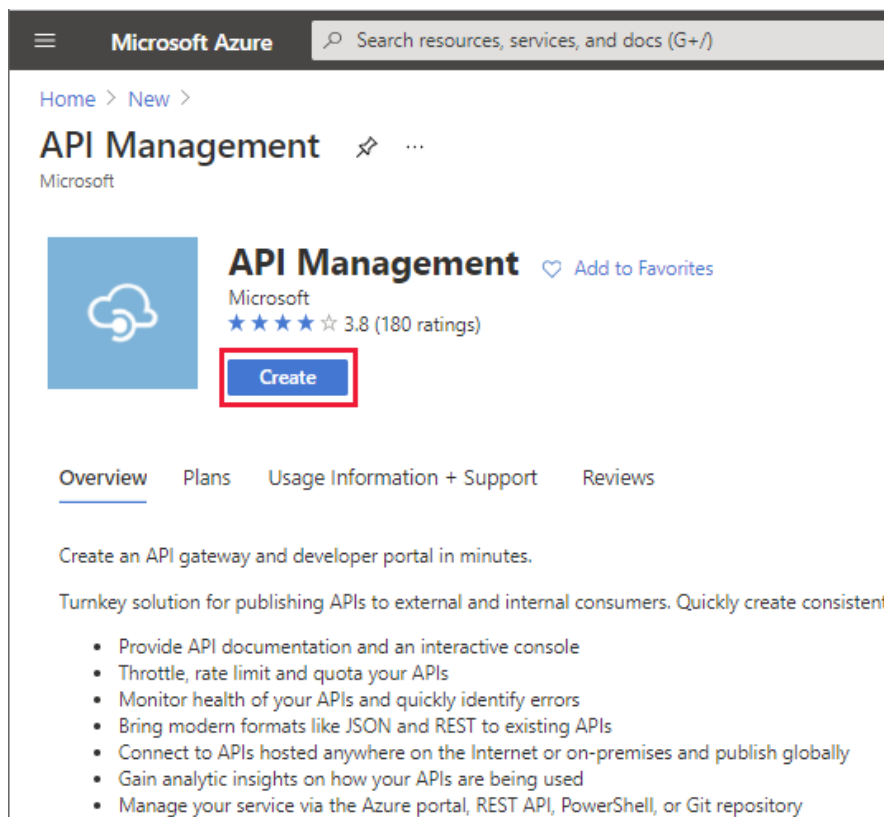 Microsoft Azure
Search resources, services, and docs (G+/)
Home > New >
API Management ...
Microsoft
API Management Add to Favorites
Microsoft
3.8 (180 ratings)
Create
Overview Plans Usage Information + Support Reviews
Create an API gateway and developer portal in minutes.
Turnkey solution for publishing APIs to external and internal consumers. Quickly create consistent
• Provide API documentation and an interactive console
• Throttle, rate limit and quota your APIs
• Monitor health of your APIs and quickly identify errors
• Bring modern formats like JSON and REST to existing APIs
• Connect to APIs hosted anywhere on the Internet or on-premises and publish globally
• Gain analytic insights on how your APIs are being used
• Manage your service via the Azure portal, REST API, PowerShell, or Git repository